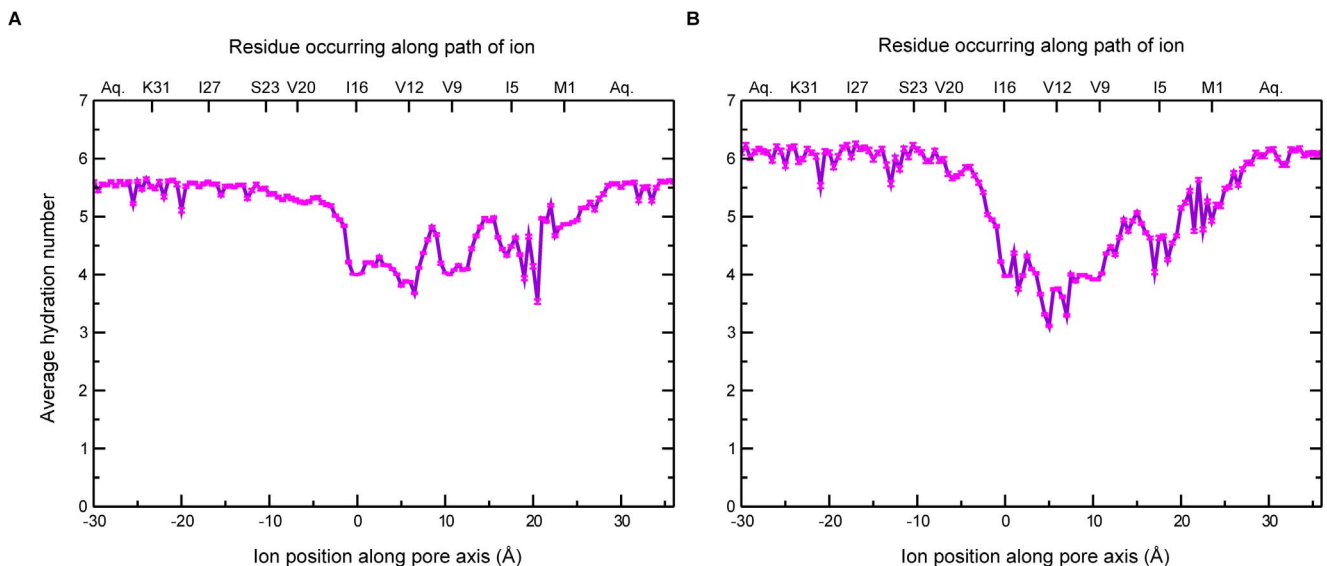 A
Residue occurring along path of ion
Aq. K31 I27 S23 V20 I16 V12 V9 I5 M1 Aq.
7
6
5
4
3
2
1
0
Average hydration number
-30 -20 -10 0 10 20 30
Ion position along pore axis (Å)
B
Residue occurring along path of ion
Aq. K31 I27 S23 V20 I16 V12 V9 I5 M1 Aq.
7
6
5
4
3
2
1
0
-30 -20 -10 0 10 20 30
Ion position along pore axis (Å)